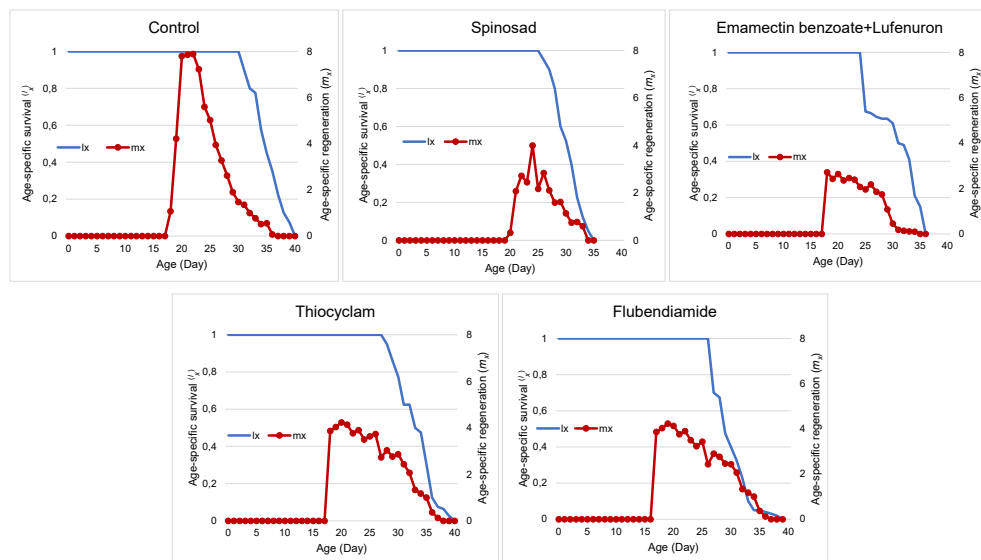 Control
Age-specific survival (lx)
1
0,8
0,6
0,4
0,2
0
lx mx
8
6
4
2
0
Age-specific regeneration (mx)
0 5 10 15 20 25 30 35 40
Age (Day)
Spinosad
Age-specific survival (lx)
1
0,8
0,6
0,4
0,2
0
lx mx
8
6
4
2
0
Age-specific regeneration (mx)
0 5 10 15 20 25 30 35 40
Age (Day)
Emamectin benzoate+Lufenuron
Age-specific survival (lx)
1
0,8
0,6
0,4
0,2
0
lx mx
8
6
4
2
0
Age-specific regeneration (mx)
0 5 10 15 20 25 30 35 40
Age (Day)
Thiocyclam
Age-specific survival (lx)
1
0,8
0,6
0,4
0,2
0
lx mx
8
6
4
2
0
Age-specific regeneration (mx)
0 5 10 15 20 25 30 35 40
Age (Day)
Flubendiamide
Age-specific survival (lx)
1
0,8
0,6
0,4
0,2
0
lx mx
8
6
4
2
0
Age-specific regeneration (mx)
0 5 10 15 20 25 30 35 40
Age (Day)